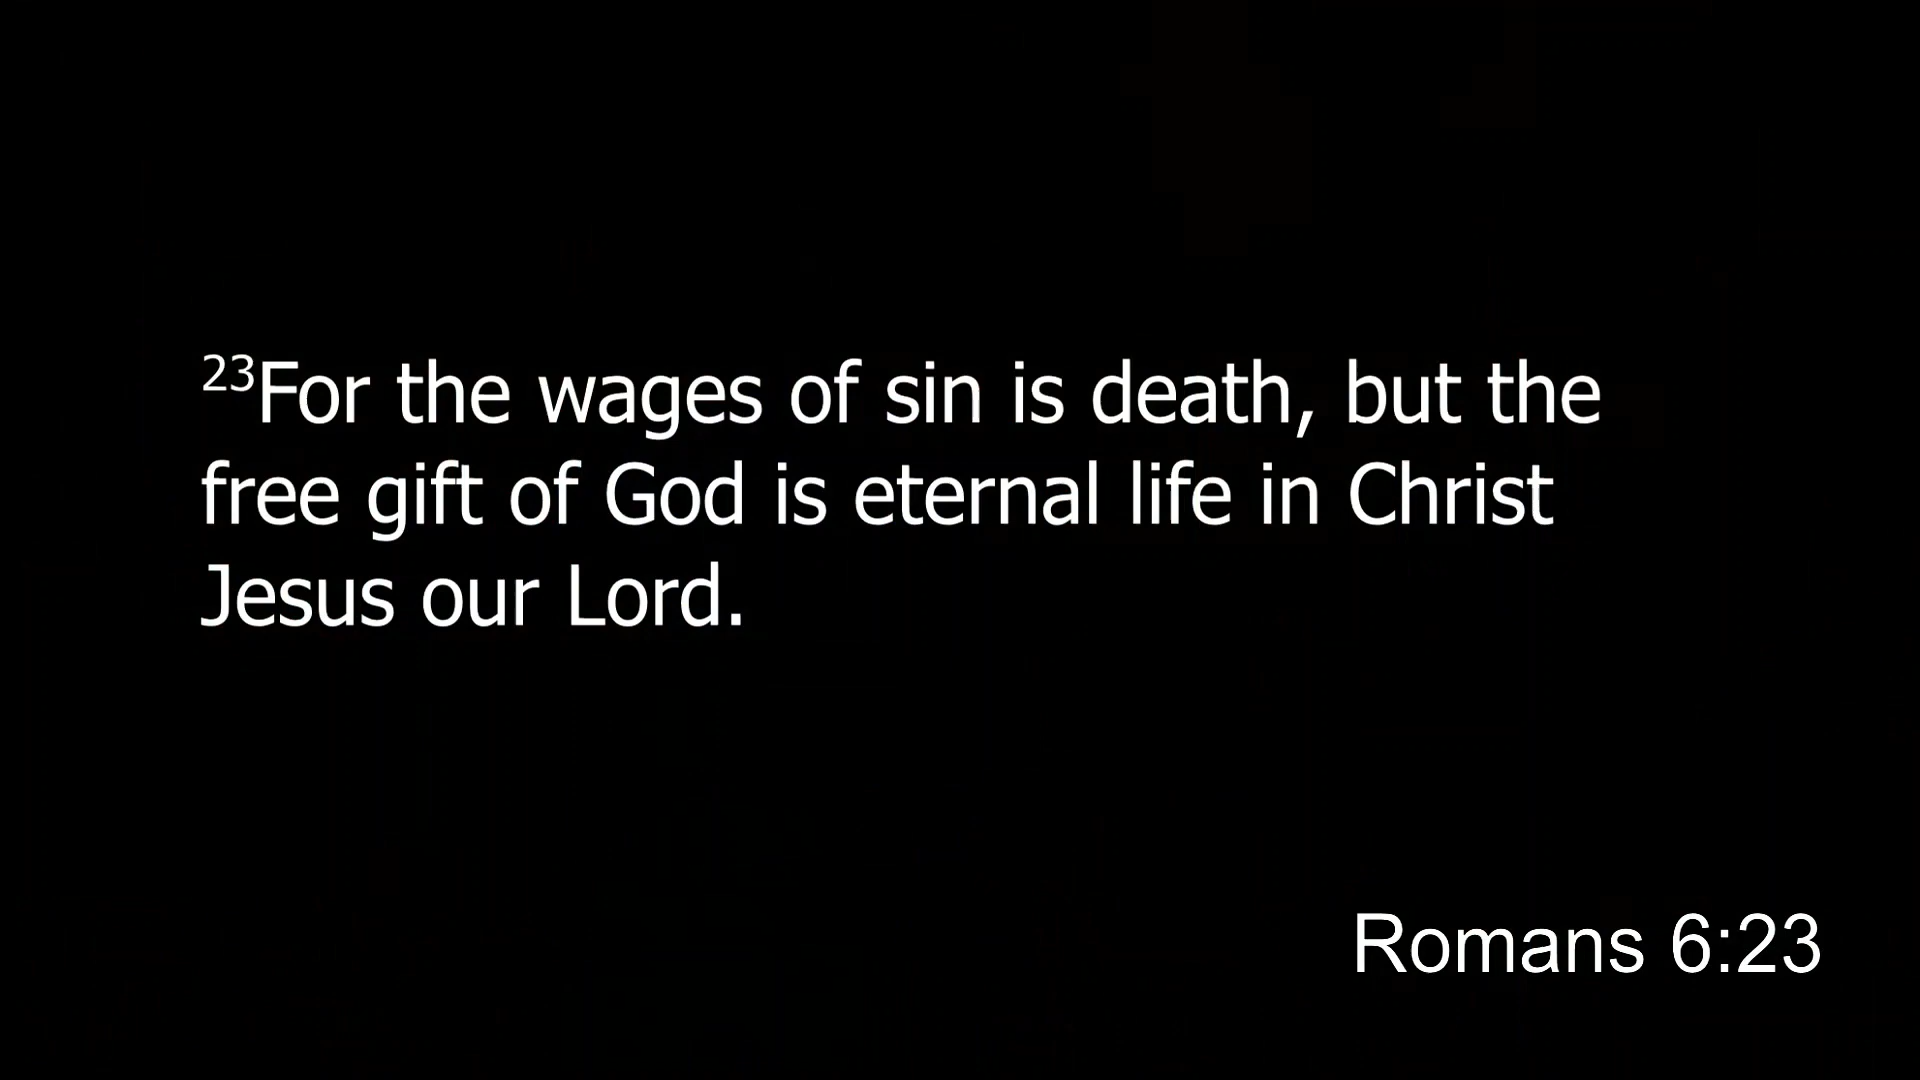 ²³For the wages of sin is death, but the
free gift of God is eternal life in Christ
Jesus our Lord.
Romans 6:23